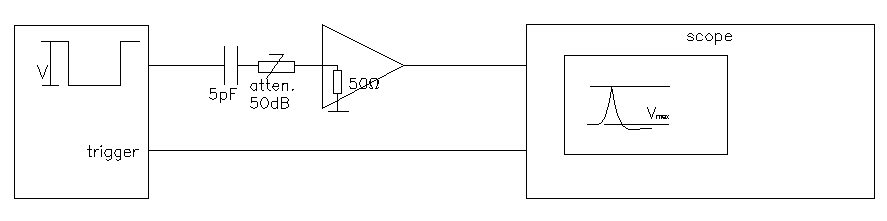 scope
V
5pF
atten.
50dB
50Ω
Vmax
trigger